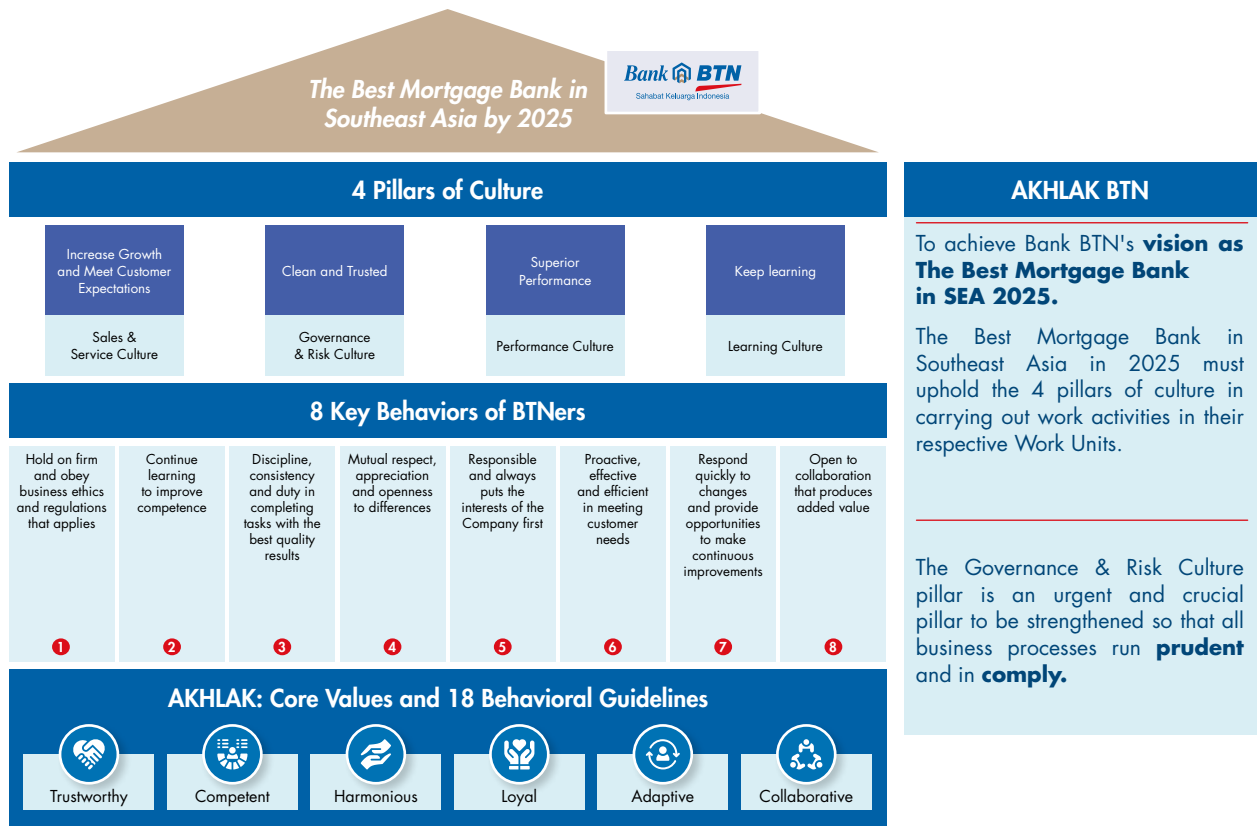 The Best Mortgage Bank in
Southeast Asia by 2025
Bank BTN
Sahabat Keluarga Indonesia
4 Pillars of Culture
Increase Growth
and Meet Customer
Expectations
Sales &
Service Culture
Clean and Trusted
Governance
& Risk Culture
Superior
Performance
Performance Culture
Keep learning
Learning Culture
8 Key Behaviors of BTNers
Hold on firm
and obey
business ethics
and regulations
that applies
1
Continue
learning
to improve
competence
2
Discipline,
consistency
and duty in
completing
tasks with the
best quality
results
3
Mutual respect,
appreciation
and openness
to differences
4
Responsible
and always
puts the
interests of the
Company first
5
Proactive,
effective
and efficient
in meeting
customer
needs
6
Respond
quickly to
changes
and provide
opportunities
to make
continuous
improvements
7
Open to
collaboration
that produces
added value
8
AKHLAK: Core Values and 18 Behavioral Guidelines
Trustworthy
Competent
Harmonious
Loyal
Adaptive
Collaborative
AKHLAK BTN
To achieve Bank BTN's vision as
The Best Mortgage Bank
in SEA 2025.
The Best Mortgage Bank in
Southeast Asia in 2025 must
uphold the 4 pillars of culture in
carrying out work activities in their
respective Work Units.
The Governance & Risk Culture
pillar is an urgent and crucial
pillar to be strengthened so that all
business processes run prudent
and in comply.